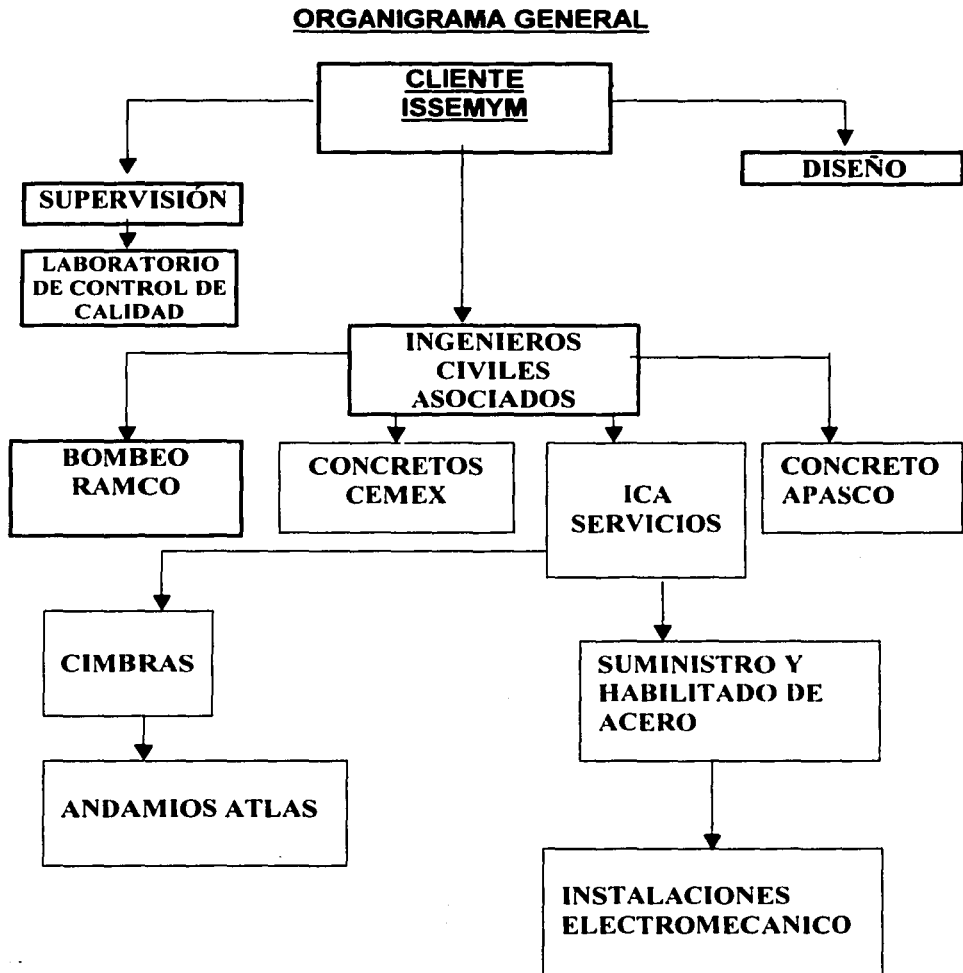 ORGANIGRAMA GENERAL
CLIENTE
ISSEMYM
DISEÑO
SUPERVISIÓN
LABORATORIO
DE CONTROL DE
CALIDAD
INGENIEROS
CIVILES
ASOCIADOS
BOMBEO
RAMCO
CONCRETOS
CEMEX
ICA
SERVICIOS
CONCRETO
APASCO
CIMBRAS
SUMINISTRO Y
HABILITADO DE
ACERO
ANDAMIOS ATLAS
INSTALACIONES
ELECTROMECANICO